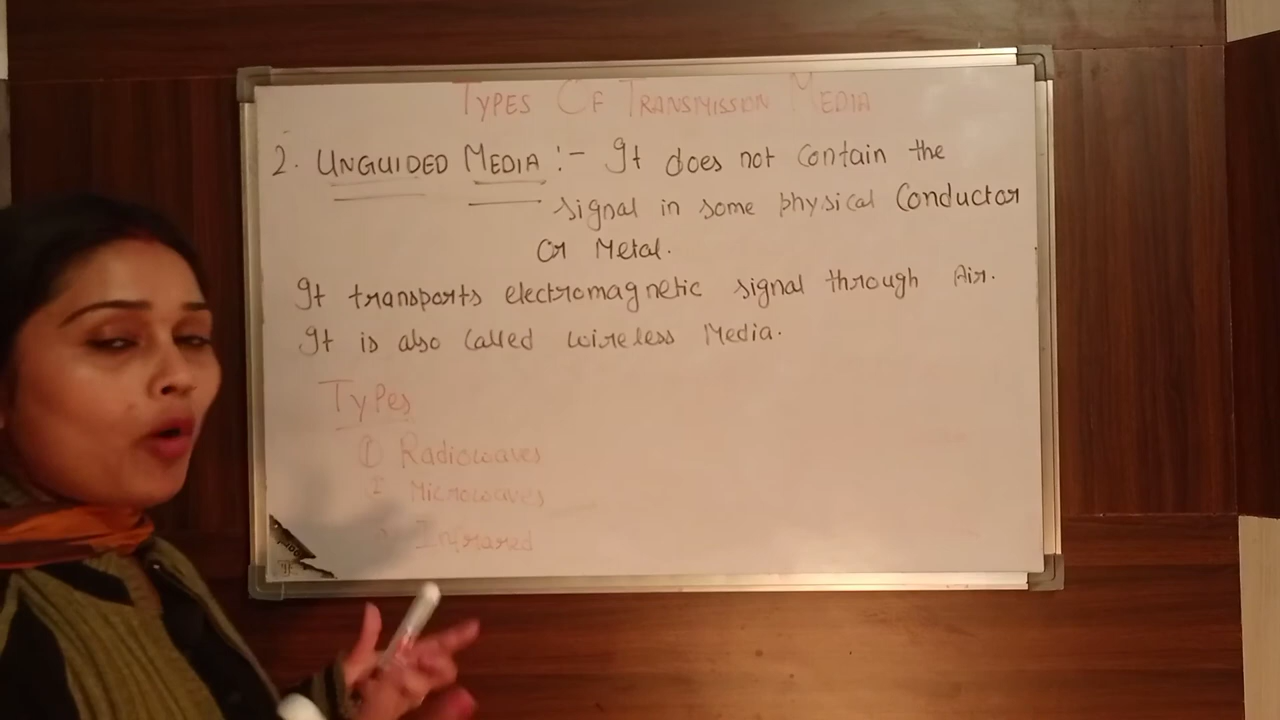 TYPES OF TRANSMISSION MEDIA
2. UNGUIDED MEDIA :- It does not contain the
signal in some physical Conductor
Or Metal.
It transports electromagnetic signal through Air.
It is also Called wireless Media.
Types
① Radiowaves
Microwaves
Infrared